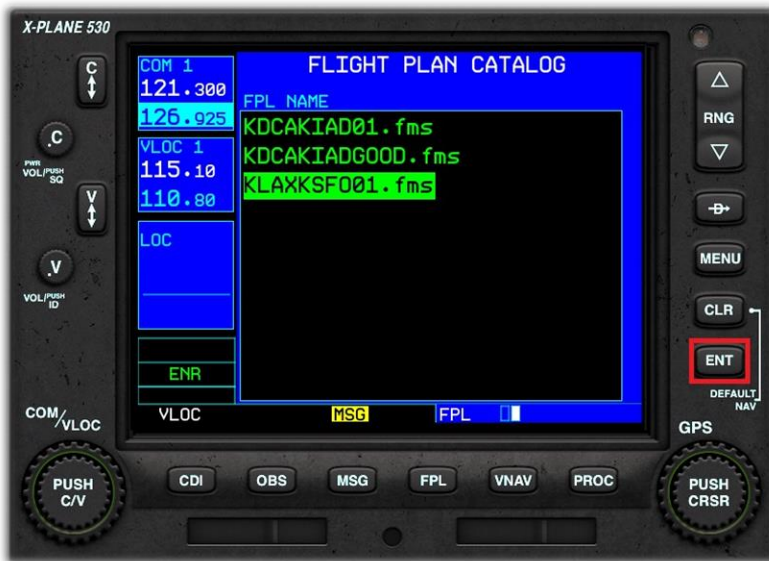 X-PLANE 530
C
.C
PWR
VOL/PUSH
SQ
V
.V
VOL/PUSH
ID
COM/VLOC
PUSH
C/V
COM 1
121.300
126.925
VLOC 1
115.10
110.80
LOC
ENR
VLOC
MSG
FPL
FLIGHT PLAN CATALOG
FPL NAME
KDCAKIAD01.fms
KDCAKIADGOOD.fms
KLAXKSFO01.fms
RNG
D
MENU
CLR
ENT
DEFAULT
NAV
GPS
PUSH
CRSR
CDI
OBS
MSG
FPL
VNAV
PROC